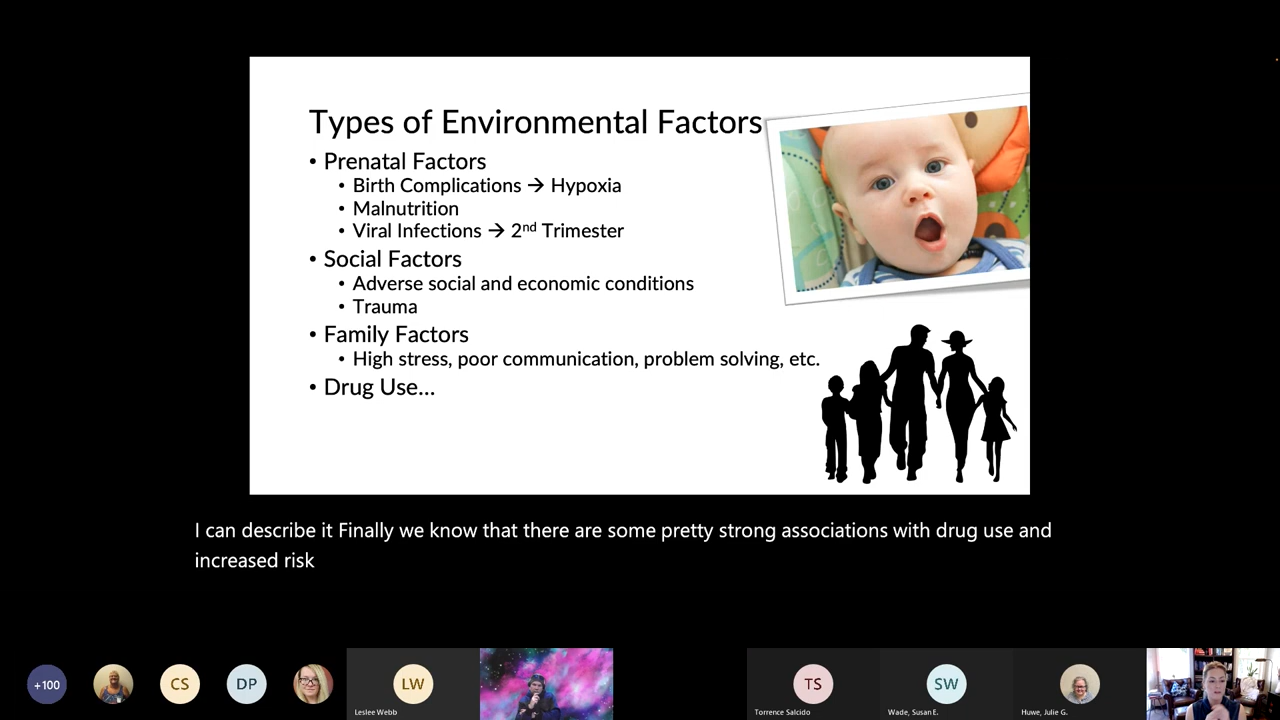 Types of Environmental Factors
• Prenatal Factors
• Birth Complications → Hypoxia
• Malnutrition
• Viral Infections → 2nd Trimester
• Social Factors
• Adverse social and economic conditions
• Trauma
• Family Factors
• High stress, poor communication, problem solving, etc.
• Drug Use...
I can describe it Finally we know that there are some pretty strong associations with drug use and
increased risk
+100
CS
DP
LW
TS
SW
Leslee Webb
Torrence Salcido
Wade, Susan E.
Huwe, Julie G.